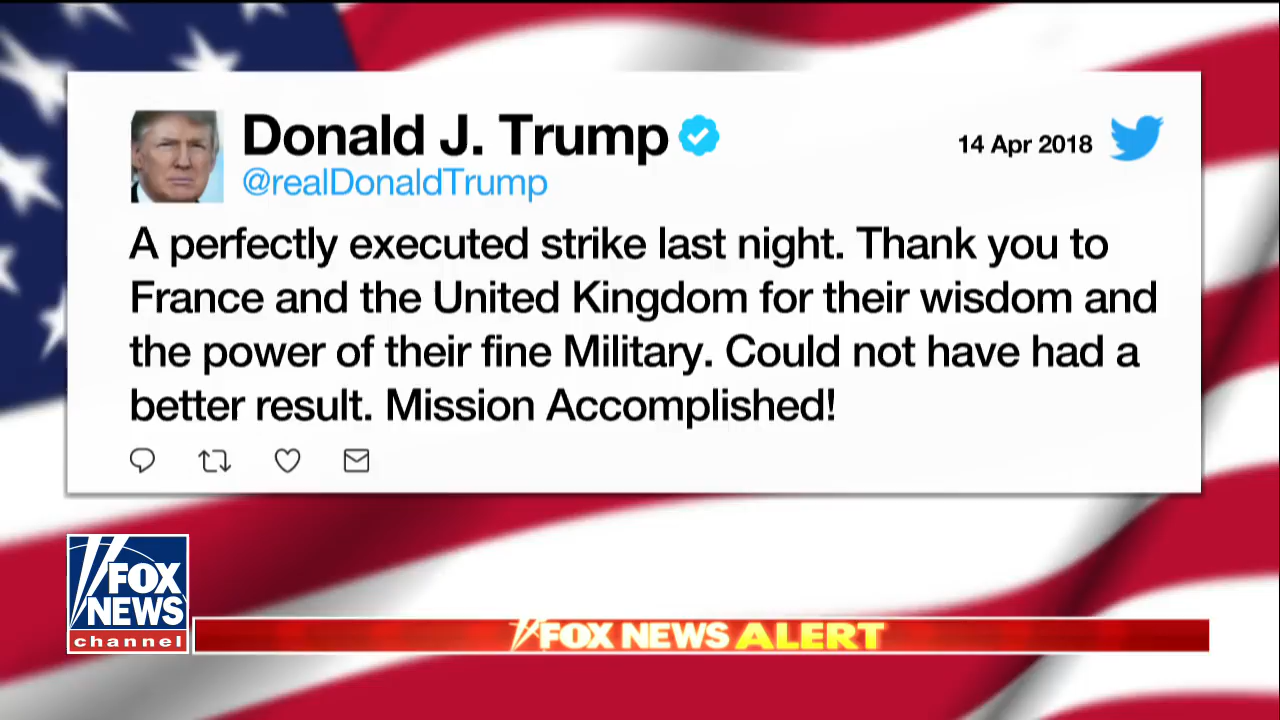 Donald J. Trump
14 Apr 2018
@realDonaldTrump
A perfectly executed strike last night. Thank you to
France and the United Kingdom for their wisdom and
the power of their fine Military. Could not have had a
better result. Mission Accomplished!
FOX
NEWS
channel
FOX NEWS ALERT